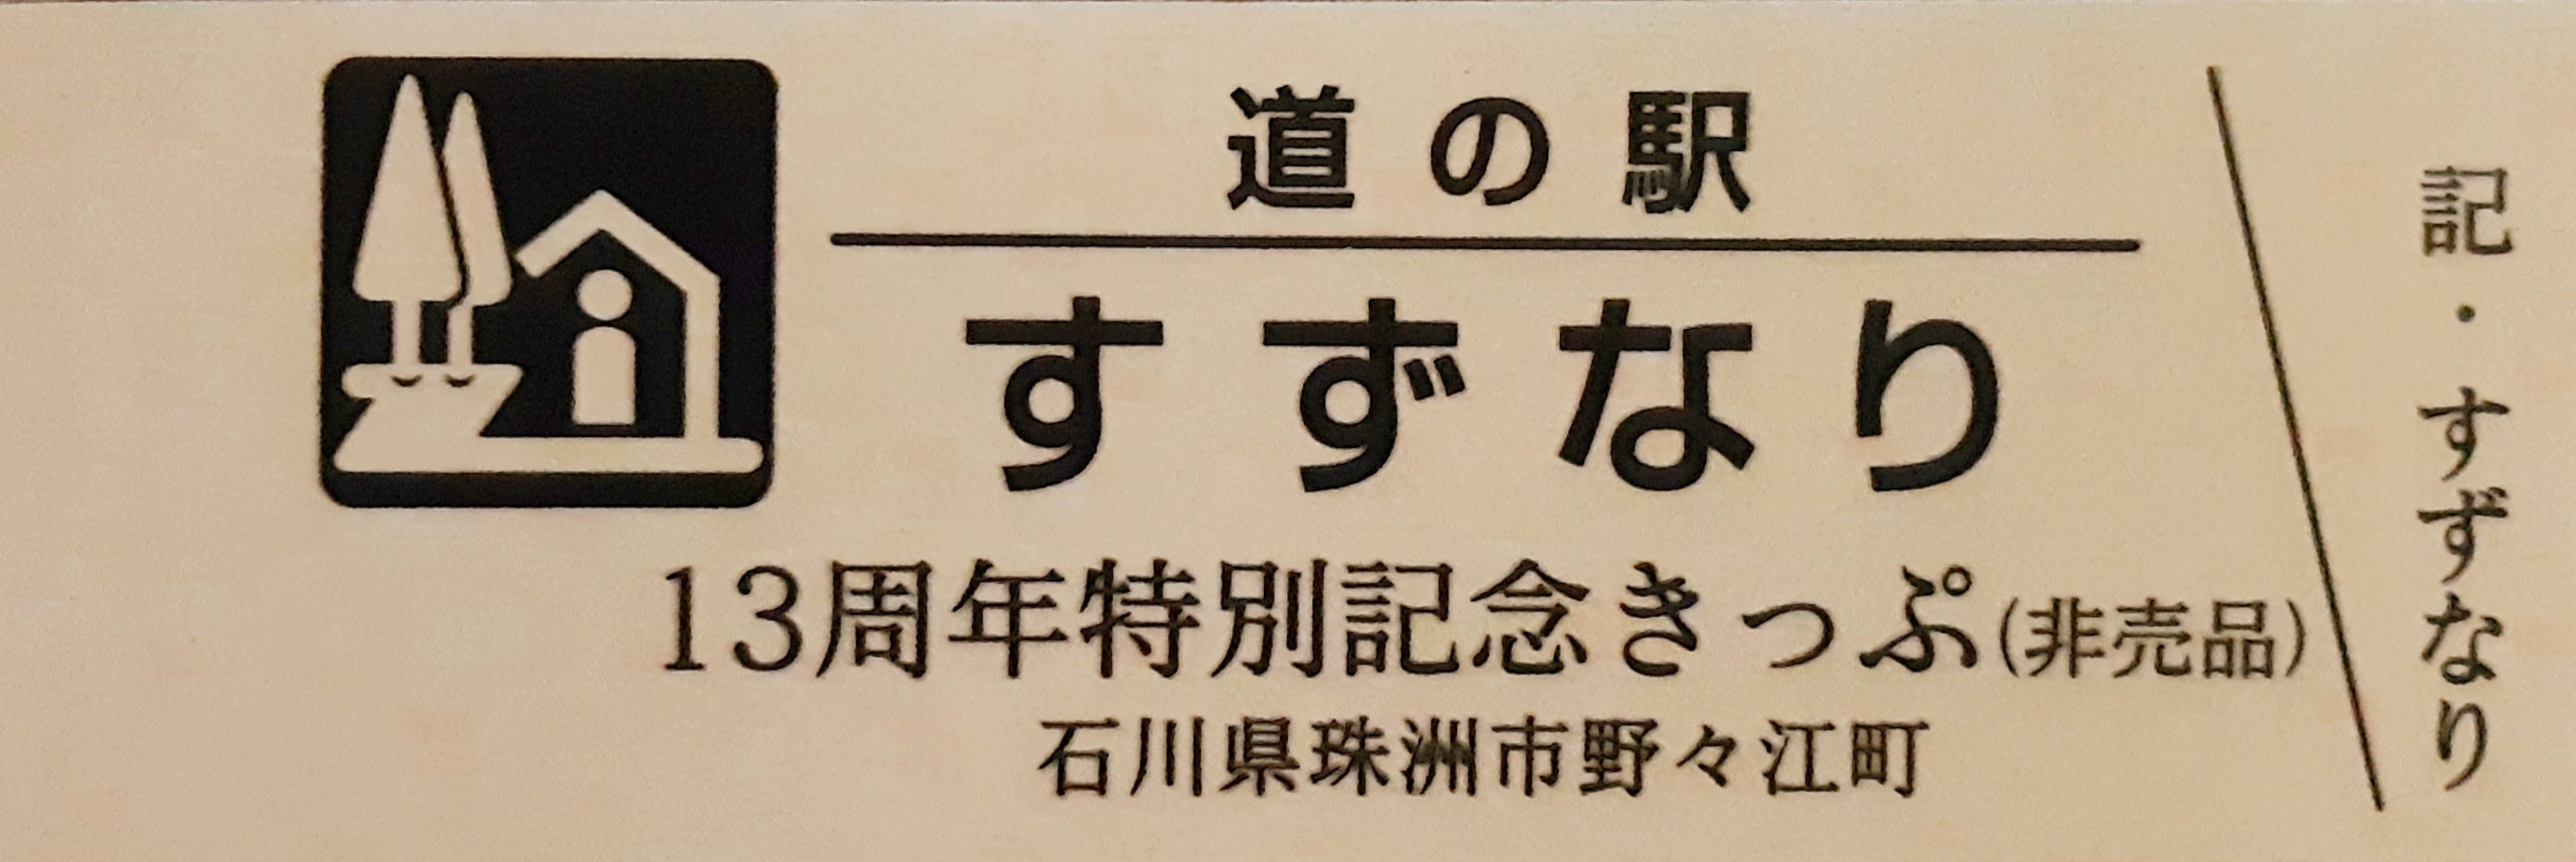 道の駅
すずなり
13周年特別記念きっぷ(非売品)
石川県珠洲市野々江町
記・すずなり